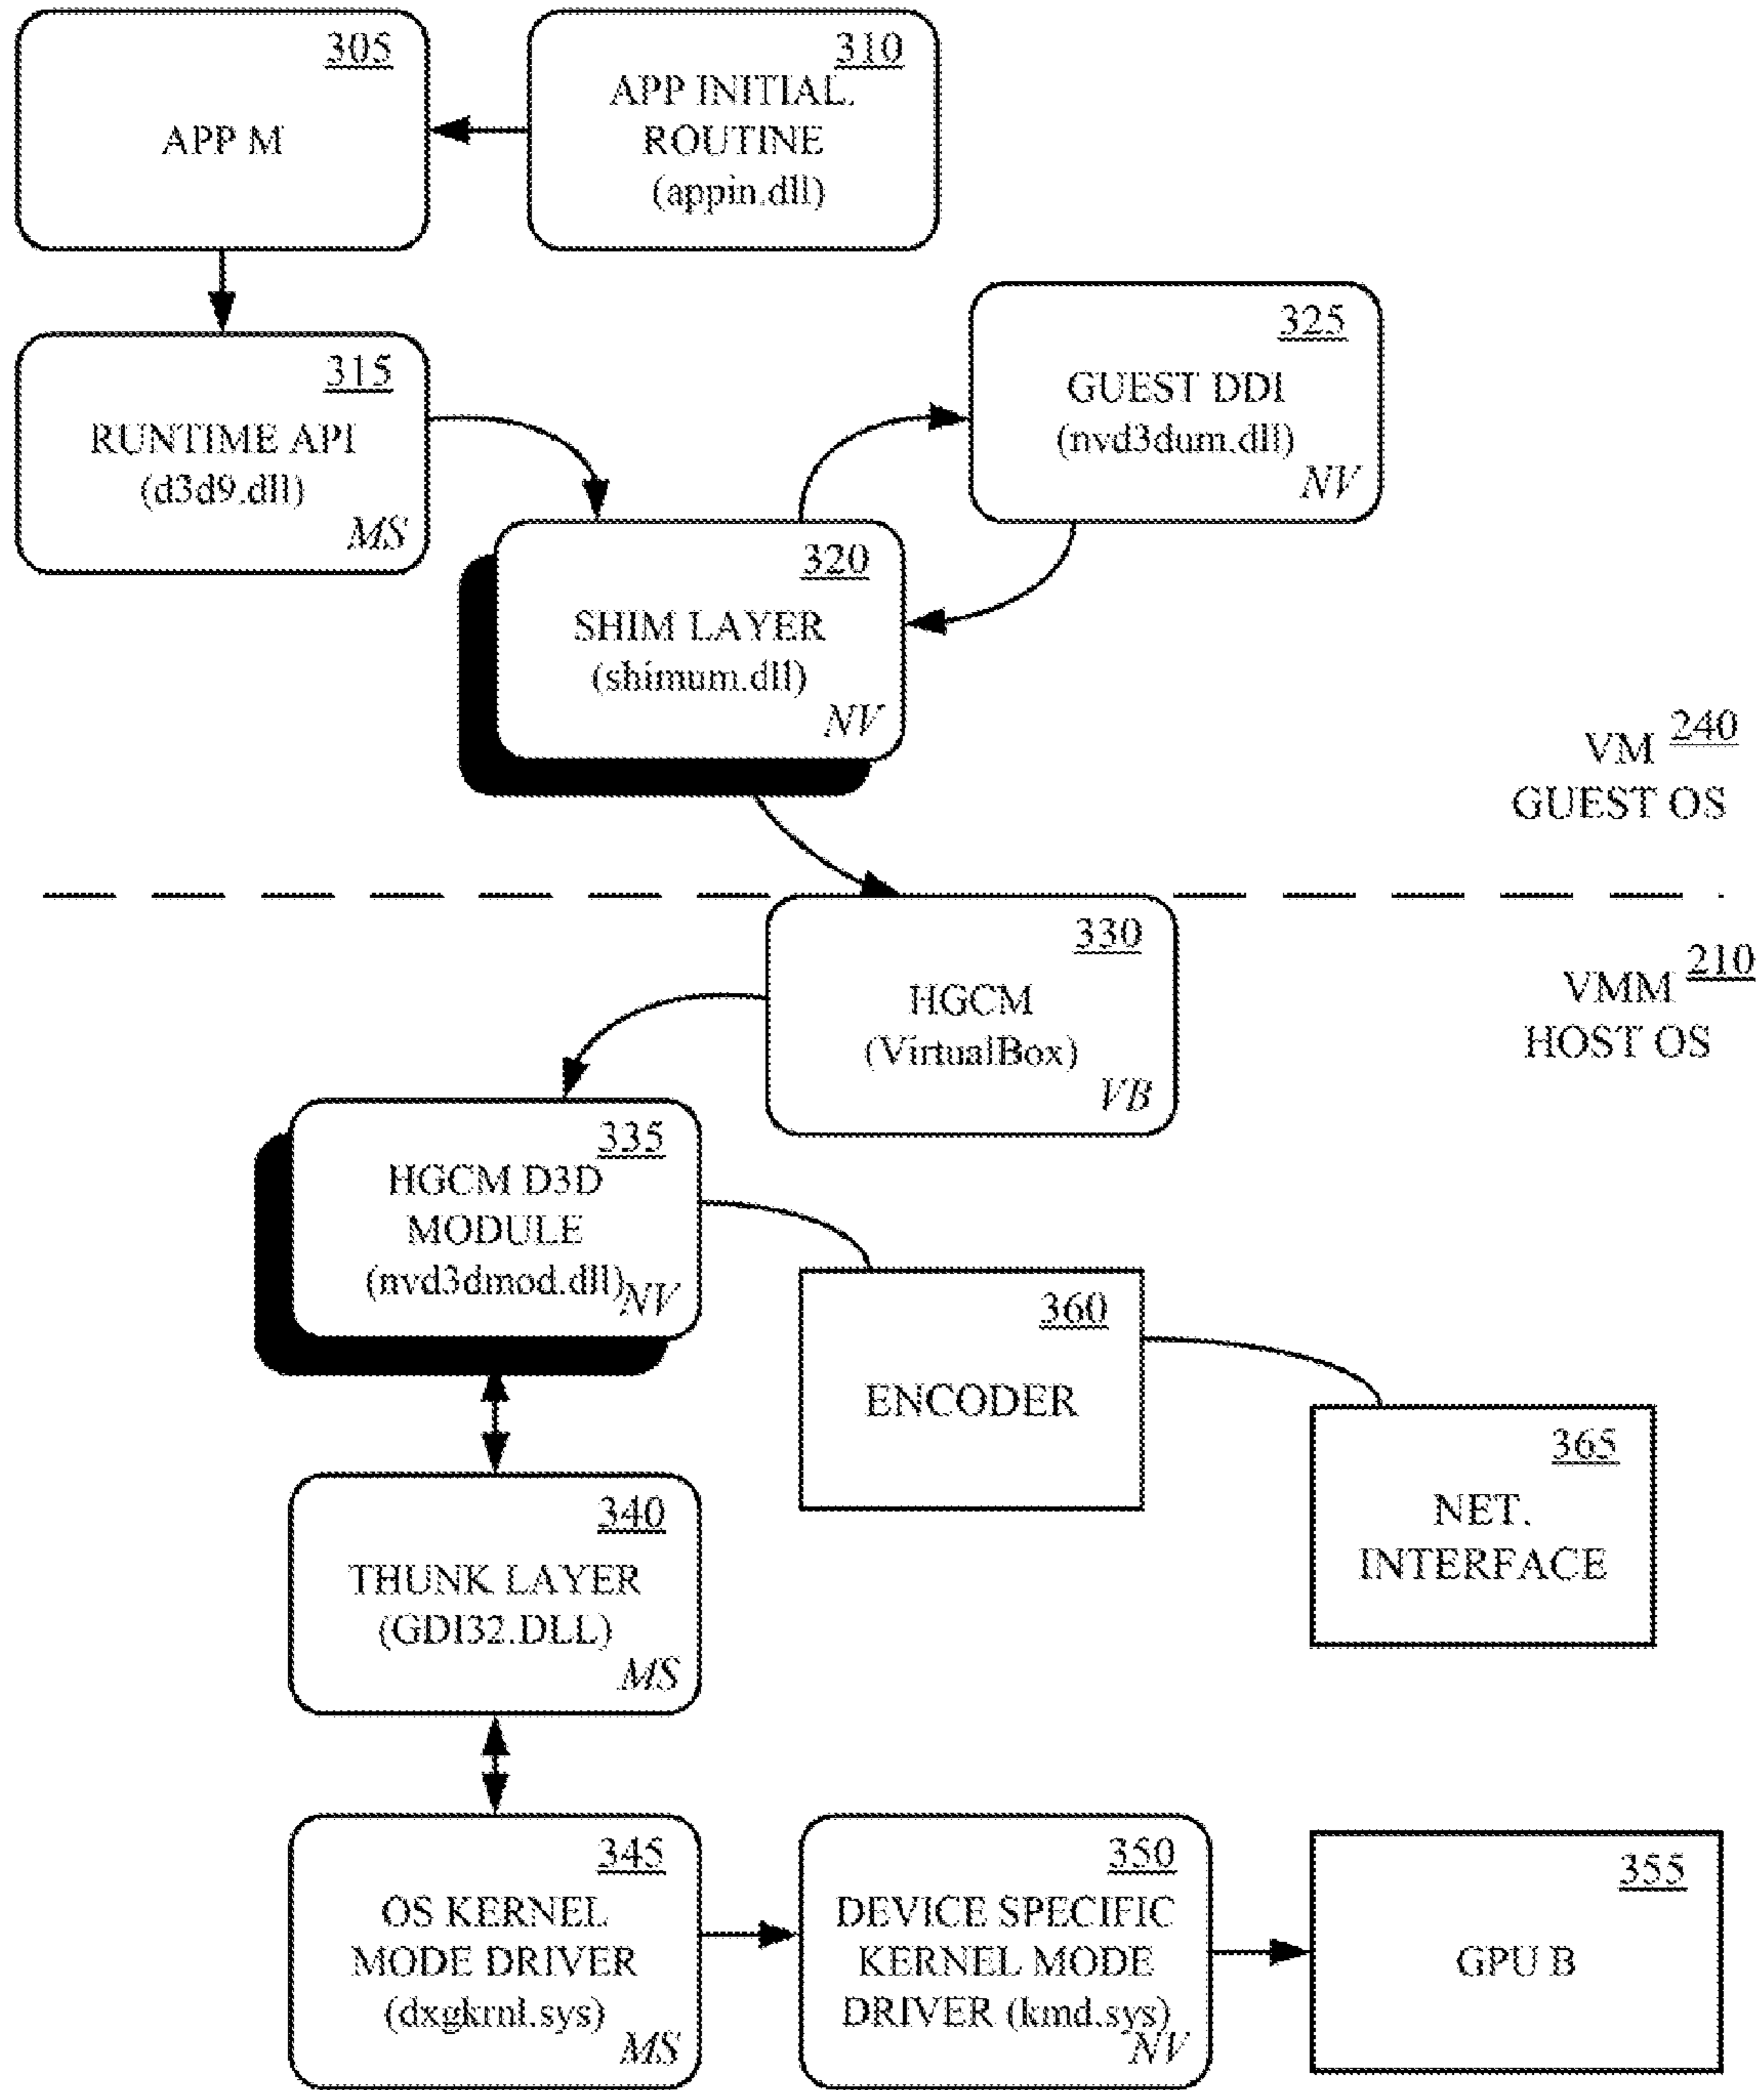 305
APP M
310
APP INITIAL.
ROUTINE
(appin.dll)
315
RUNTIME API
(d3d9.dll)
MS
325
GUEST DDI
(nvd3dum.dll)
NV
320
SHIM LAYER
(shimum.dll)
NV
VM 240
GUEST OS
330
HGCM
(VirtualBox)
VB
VMM 210
HOST OS
335
HGCM D3D
MODULE
(nvd3dmod.dll)
NV
360
ENCODER
365
NET.
INTERFACE
340
THUNK LAYER
(GDI32.DLL)
MS
345
OS KERNEL
MODE DRIVER
(dxgkrnl.sys)
MS
350
DEVICE SPECIFIC
KERNEL MODE
DRIVER (kmd.sys)
NV
355
GPU B